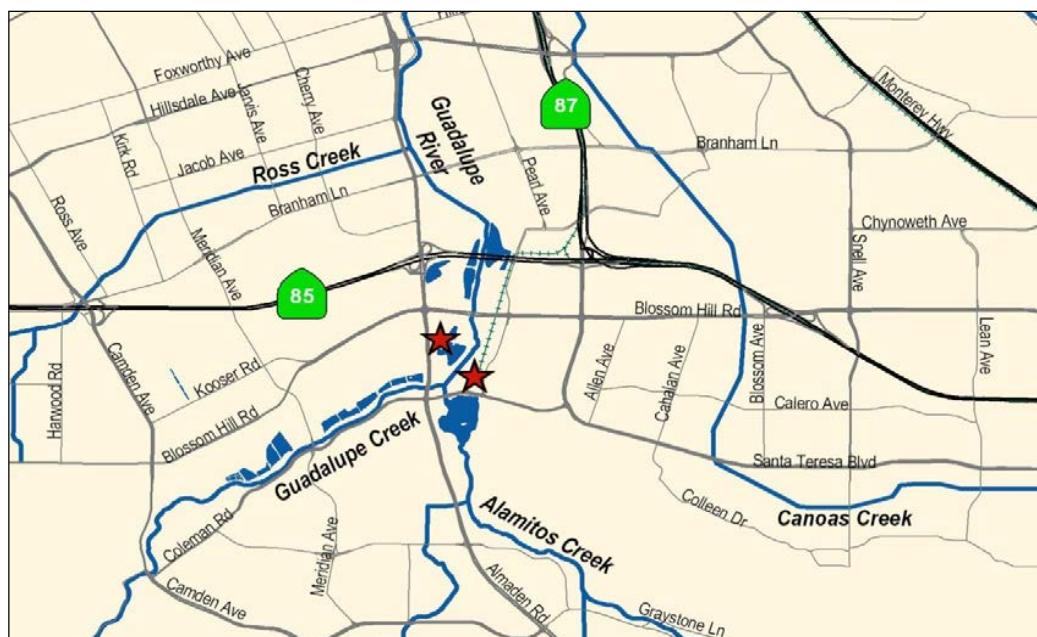 Foxworthy Ave
Hillsdale Ave
Jarvis Ave
Cherry Ave
Kirk Rd
Jacob Ave
Ross Creek
Guadalupe
River
87
Pearl Ave
Branham Ln
Monterey Hwy
Ross Ave
Branham Ln
Meridian Ave
Chynoweth Ave
Snell Ave
85
Blossom Hill Rd
Lean Ave
Harwood Rd
Camden Ave
Kooser Rd
Allen Ave
Cahalan Ave
Blossom Ave
Calero Ave
Blossom Hill Rd
Guadalupe Creek
Santa Teresa Blvd
Colleen Dr
Canoas Creek
Coleman Rd
Meridian Ave
Alamitos Creek
Camden Ave
Almaden Rd
Graystone Ln